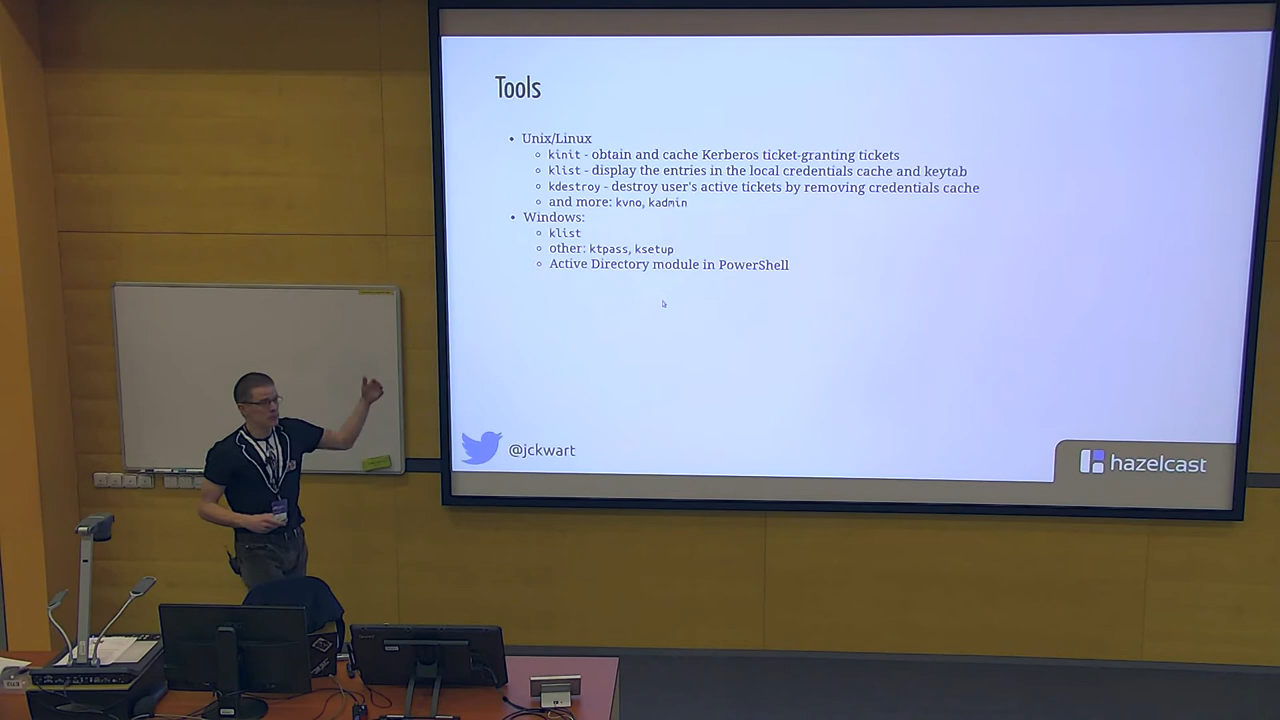 Tools
• Unix/Linux
◦ kinit - obtain and cache Kerberos ticket-granting tickets
◦ klist - display the entries in the local credentials cache and keytab
◦ kdestroy - destroy user's active tickets by removing credentials cache
◦ and more: kvno, kadmin
• Windows:
◦ klist
◦ other: ktpass, ksetup
◦ Active Directory module in PowerShell
@jckwart
hazelcast